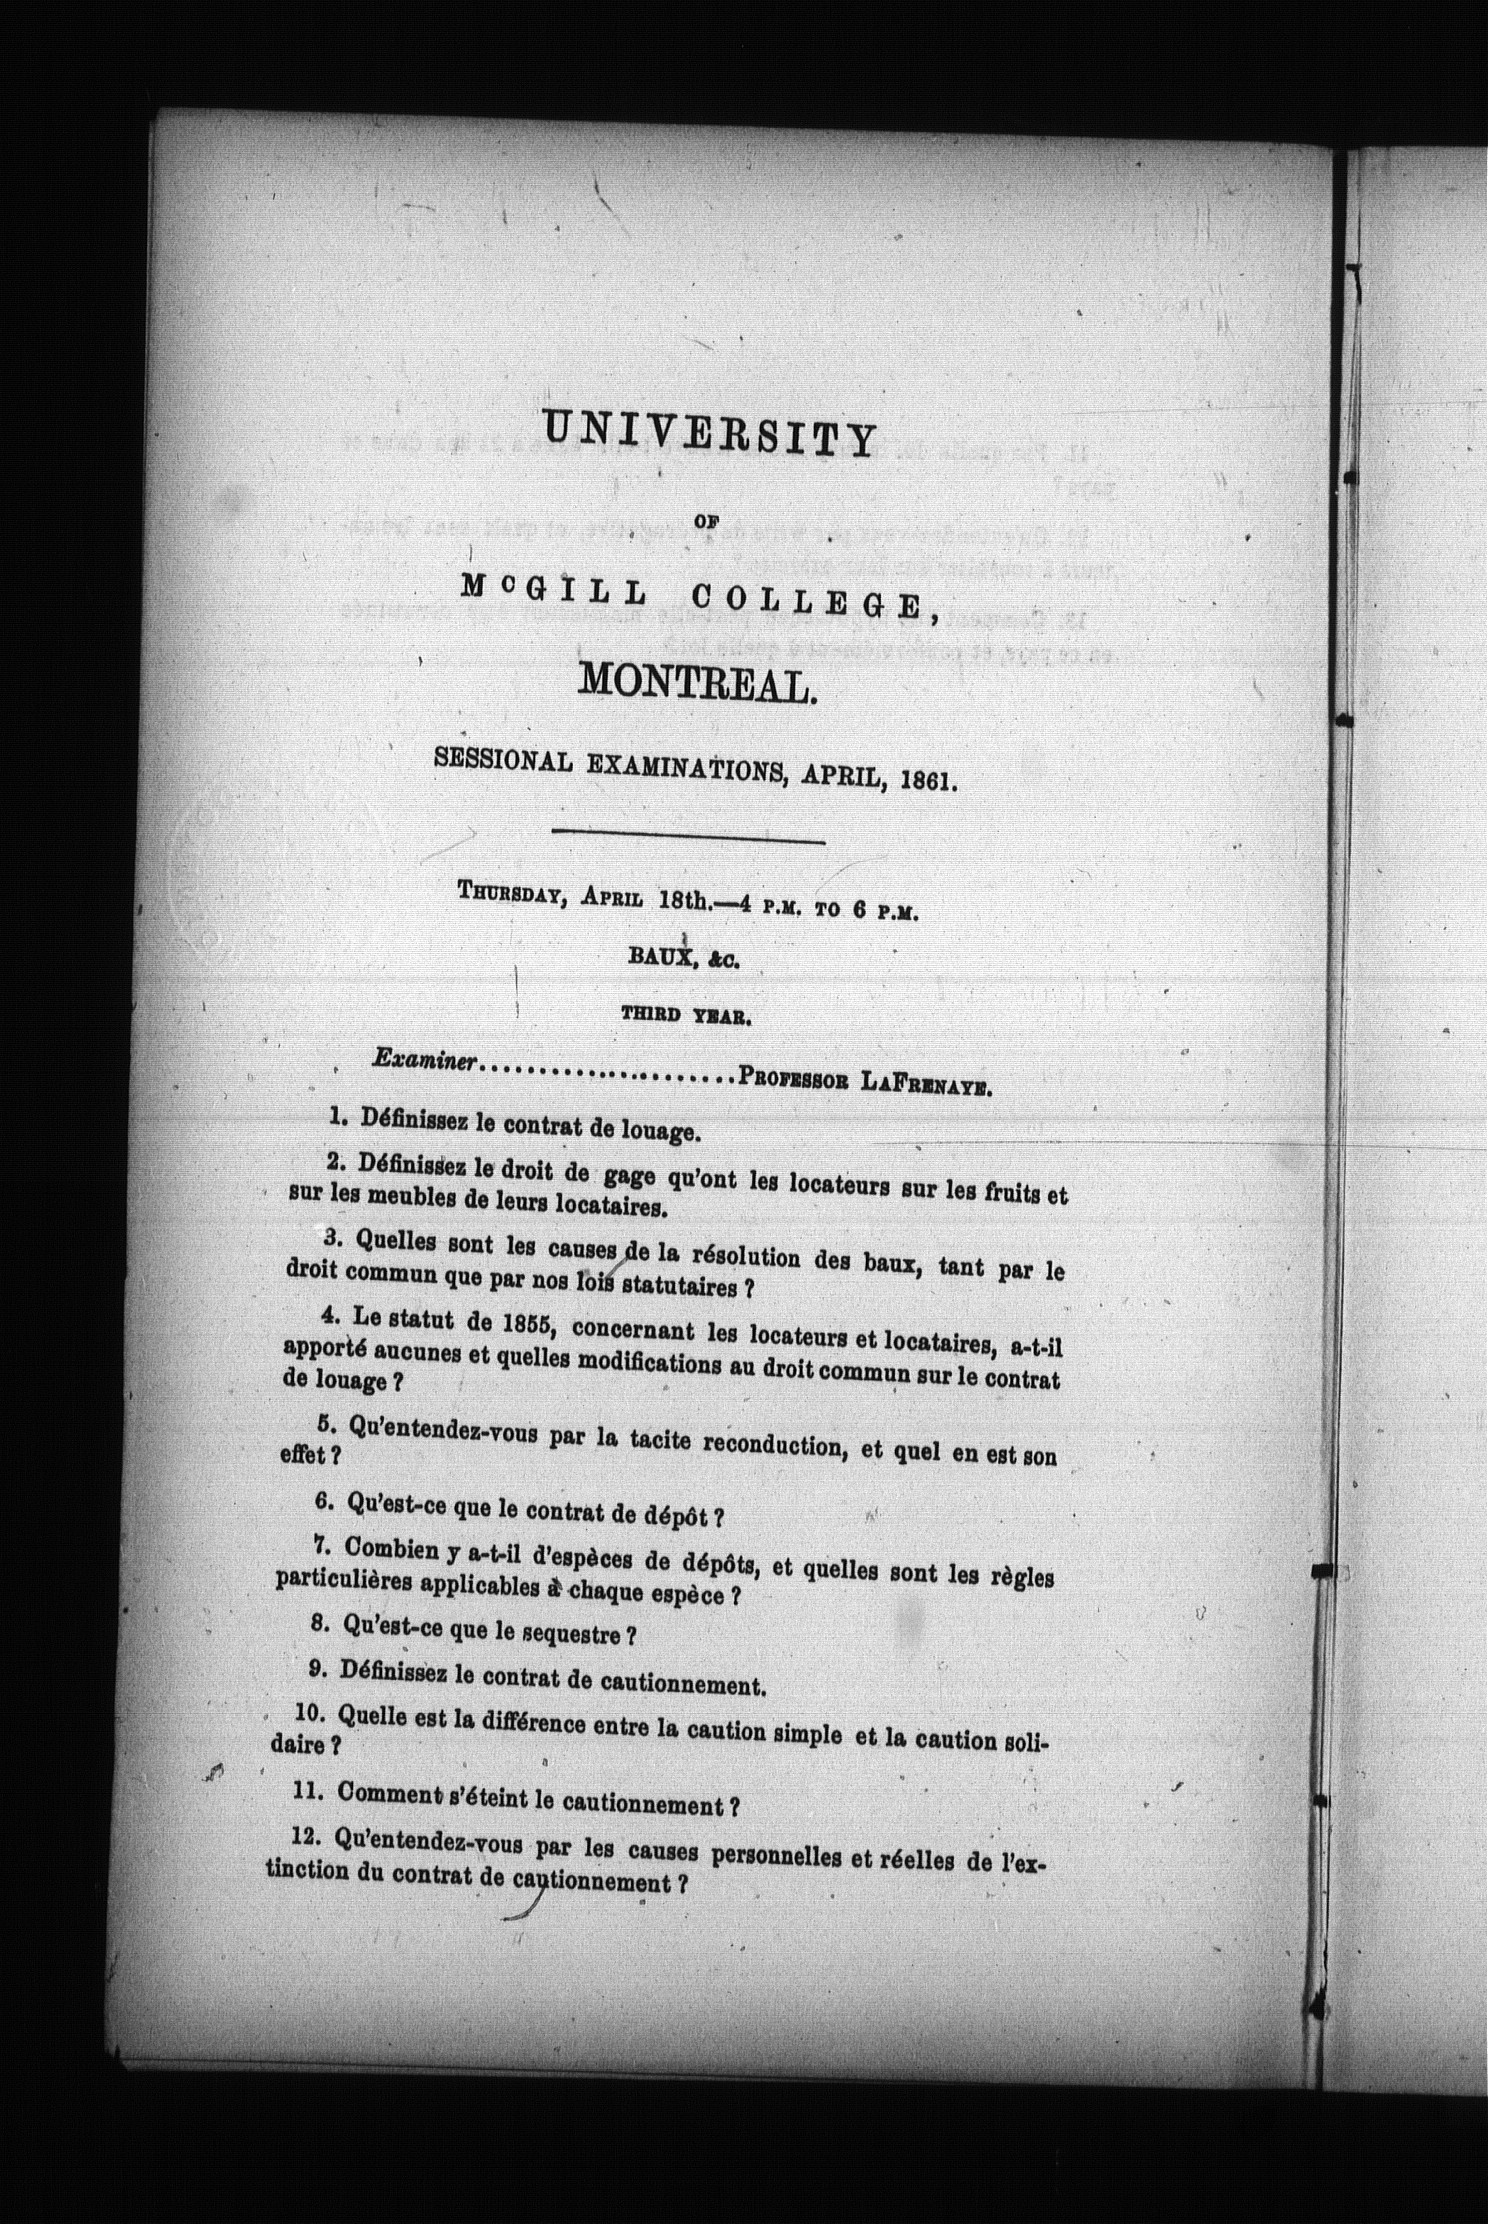 UNIVERSITY
OF
McGILL COLLEGE,
MONTREAL.
SESSIONAL EXAMINATIONS, APRIL, 1861.
THURSDAY, APRIL 18th.—4 P.M. TO 6 P.M.
BAUX, &c.
THIRD YEAR.
Examiner......................PROFESSOR LAFRENAYE.
1. Définissez le contrat de louage.
2. Définissez le droit de gage qu'ont les locateurs sur les fruits et
sur les meubles de leurs locataires.
3. Quelles sont les causes de la résolution des baux, tant par le
droit commun que par nos lois statutaires ?
4. Le statut de 1855, concernant les locateurs et locataires, a-t-il
apporté aucunes et quelles modifications au droit commun sur le contrat
de louage ?
5. Qu'entendez-vous par la tacite reconduction, et quel en est son
effet ?
6. Qu'est-ce que le contrat de dépôt ?
7. Combien y a-t-il d'espèces de dépôts, et quelles sont les règles
particulières applicables à chaque espèce ?
8. Qu'est-ce que le sequestre ?
9. Définissez le contrat de cautionnement.
10. Quelle est la différence entre la caution simple et la caution soli-
daire ?
11. Comment s'éteint le cautionnement ?
12. Qu'entendez-vous par les causes personnelles et réelles de l'ex-
tinction du contrat de cautionnement ?